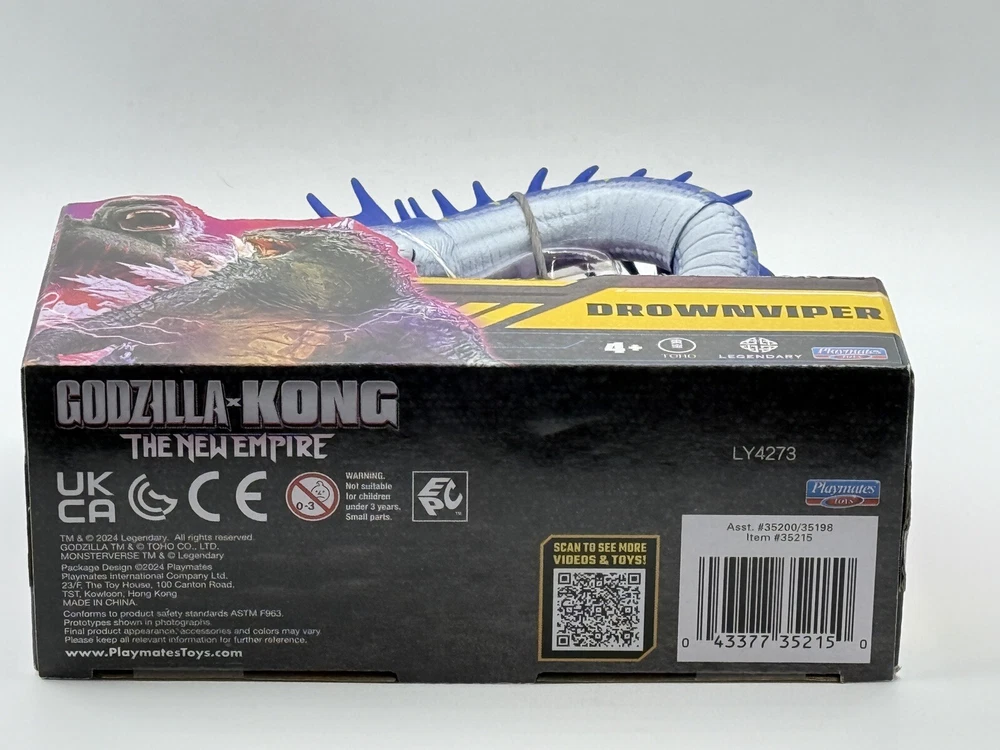 DROWNVIPER
4+
TOHO
LEGENDARY
Playmates
TOYS
GODZILLA x KONG
THE NEW EMPIRE
LY4273
UK
CA
CE
0-3
WARNING.
Not suitable
for children
under 3 years.
Small parts.
EC
PC
TM
Playmates
TOYS
TM & © 2024 Legendary. All rights reserved.
GODZILLA TM & © TOHO CO., LTD.
MONSTERVERSE TM & © Legendary
Package Design ©2024 Playmates
Playmates International Company Ltd.
23/F, The Toy House, 100 Canton Road,
TST, Kowloon, Hong Kong
MADE IN CHINA.
Conforms to product safety standards ASTM F963.
Prototypes shown in photographs.
Final product appearance, accessories and colors may vary.
Please keep all relevant information for further reference.
www.PlaymatesToys.com
SCAN TO SEE MORE
VIDEOS & TOYS!
Asst. #35200/35198
Item #35215
0 43377 35215 0